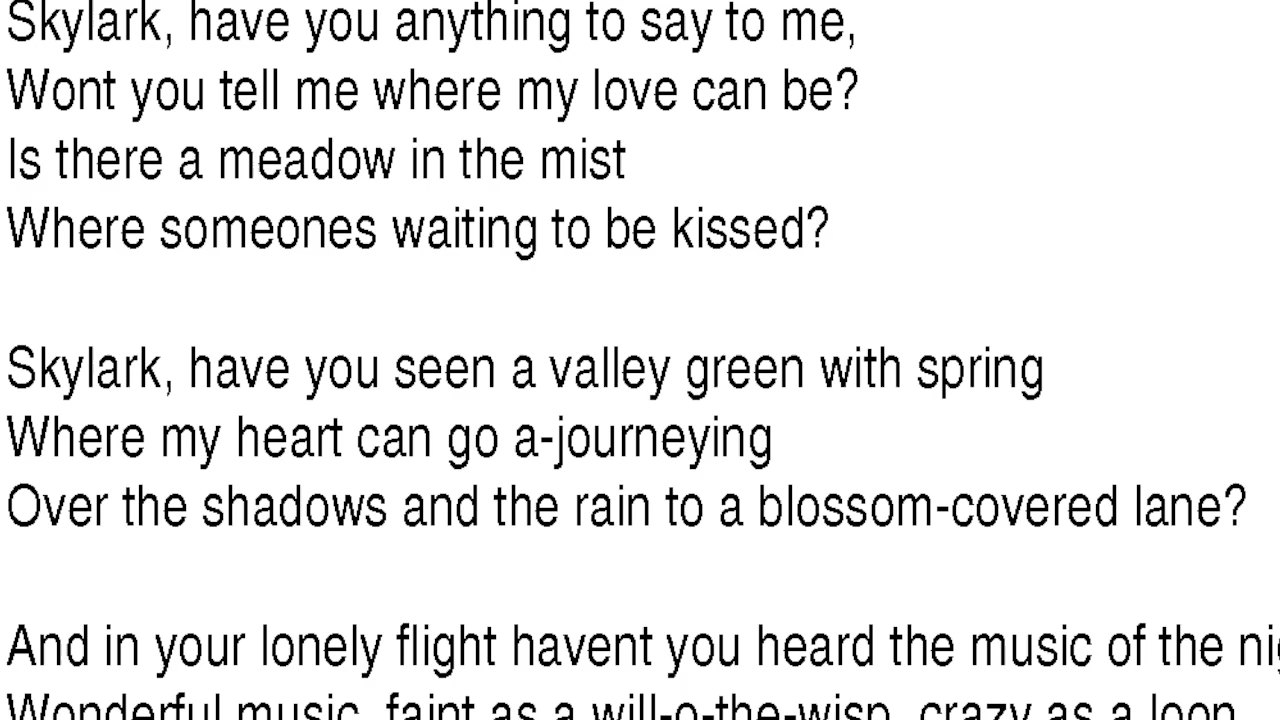 Skylark, have you anything to say to me,
Wont you tell me where my love can be?
Is there a meadow in the mist
Where someones waiting to be kissed?
Skylark, have you seen a valley green with spring
Where my heart can go a-journeying
Over the shadows and the rain to a blossom-covered lane?
And in your lonely flight havent you heard the music of the
Wonderful music, faint as a will-o-the-wisp, crazy as a loon